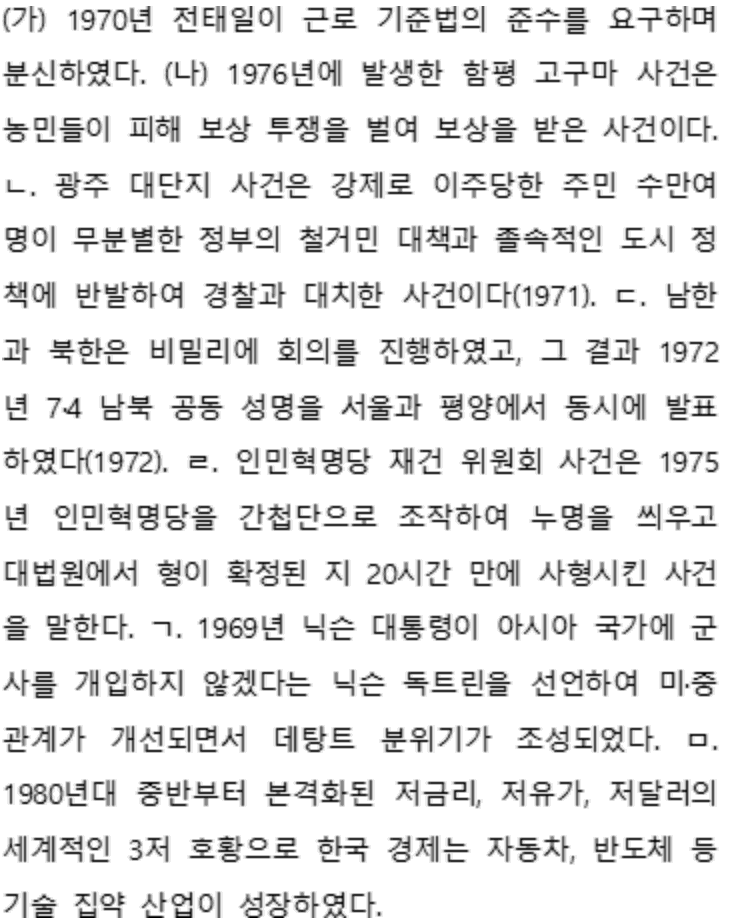 (가) 1970년 전태일이 근로 기준법의 준수를 요구하며
분신하였다. (나) 1976년에 발생한 함평 고구마 사건은
농민들이 피해 보상 투쟁을 벌여 보상을 받은 사건이다.
ㄴ. 광주 대단지 사건은 강제로 이주당한 주민 수만여
명이 무분별한 정부의 철거민 대책과 졸속적인 도시 정
책에 반발하여 경찰과 대치한 사건이다(1971). ㄷ. 남한
과 북한은 비밀리에 회의를 진행하였고, 그 결과 1972
년 7·4 남북 공동 성명을 서울과 평양에서 동시에 발표
하였다(1972). ㄹ. 인민혁명당 재건 위원회 사건은 1975
년 인민혁명당을 간첩단으로 조작하여 누명을 씌우고
대법원에서 형이 확정된 지 20시간 만에 사형시킨 사건
을 말한다. ㄱ. 1969년 닉슨 대통령이 아시아 국가에 군
사를 개입하지 않겠다는 닉슨 독트린을 선언하여 미·중
관계가 개선되면서 데탕트 분위기가 조성되었다. ㅁ.
1980년대 중반부터 본격화된 저금리, 저유가, 저달러의
세계적인 3저 호황으로 한국 경제는 자동차, 반도체 등
기술 집약 산업이 성장하였다.